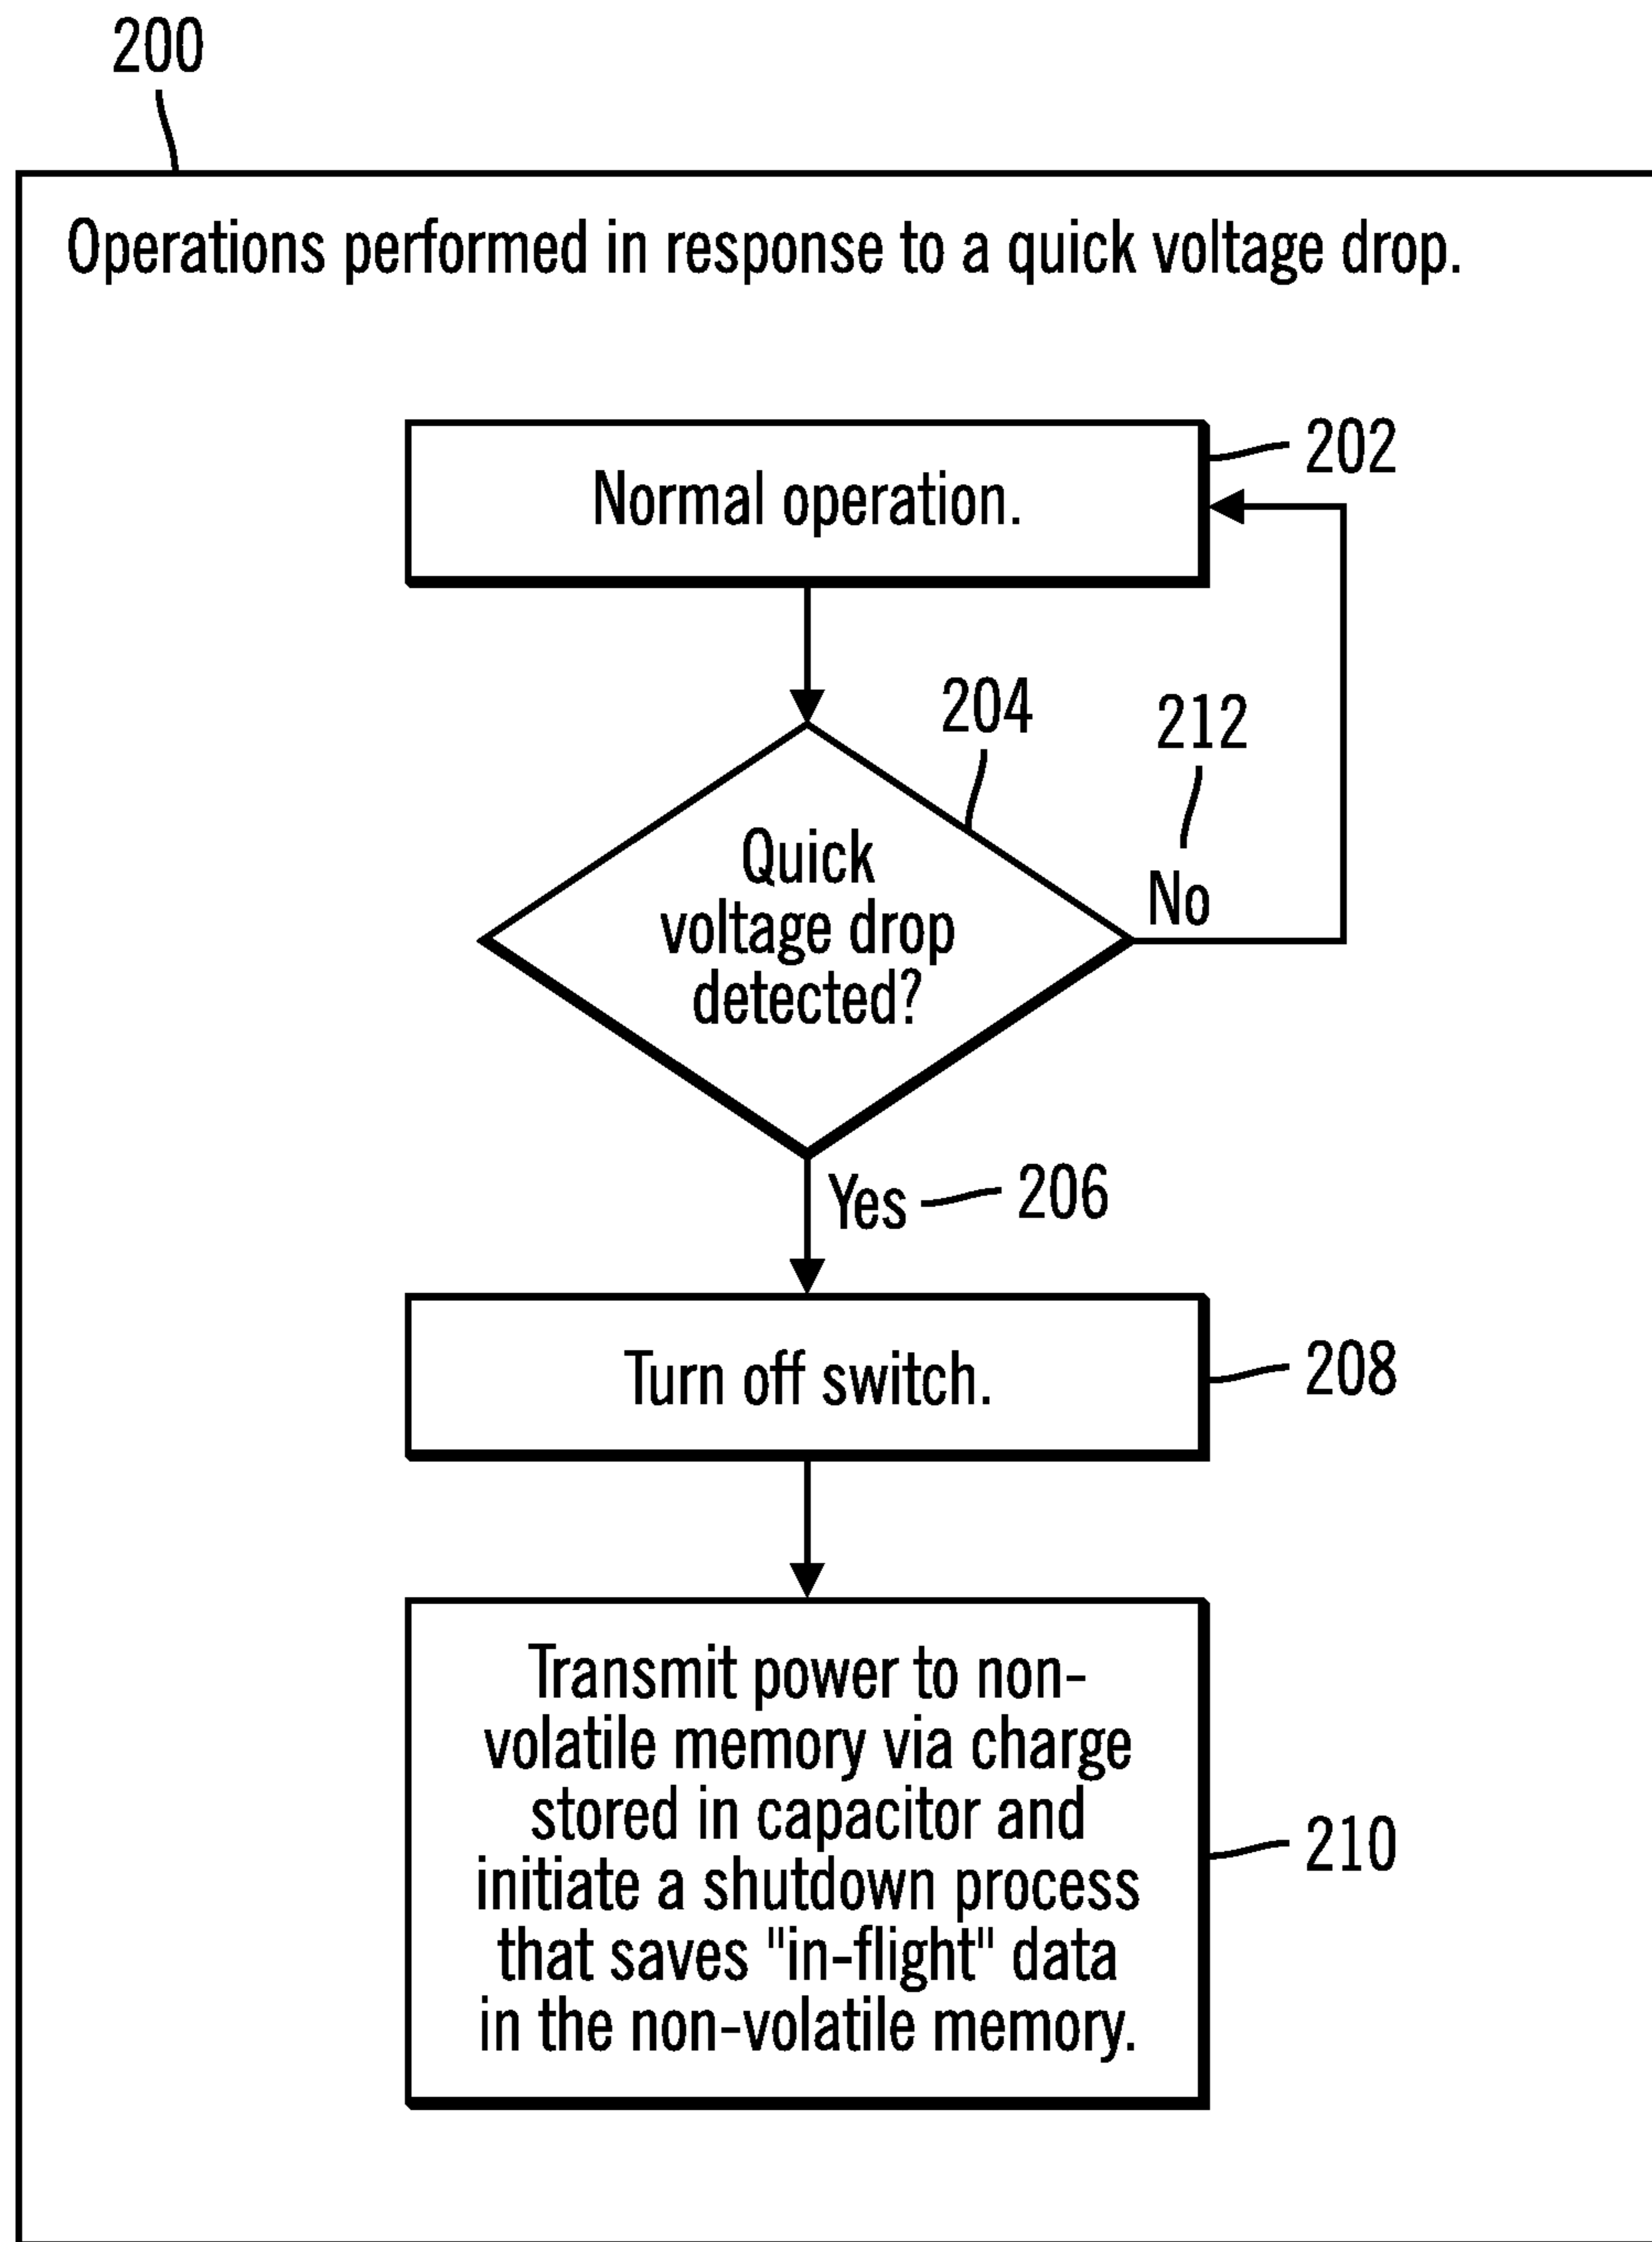 200
Operations performed in response to a quick voltage drop.
Normal operation.
202
204
212
Quick
voltage drop
detected?
No
Yes
206
Turn off switch.
208
Transmit power to non-
volatile memory via charge
stored in capacitor and
initiate a shutdown process
that saves "in-flight" data
in the non-volatile memory.
210